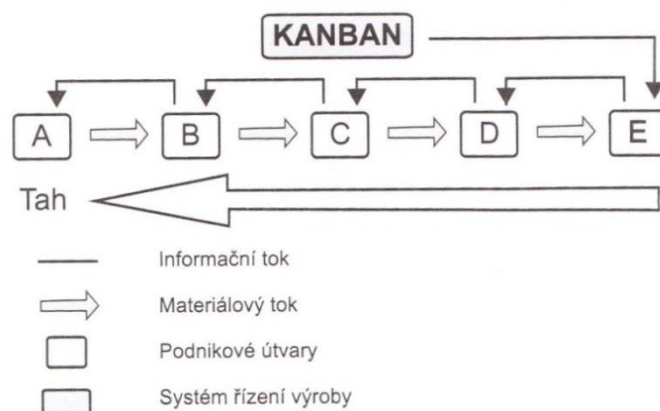 KANBAN
A B C D E
Tah
Informační tok
Materiálový tok
Podnikové útvary
Systém řízení výroby